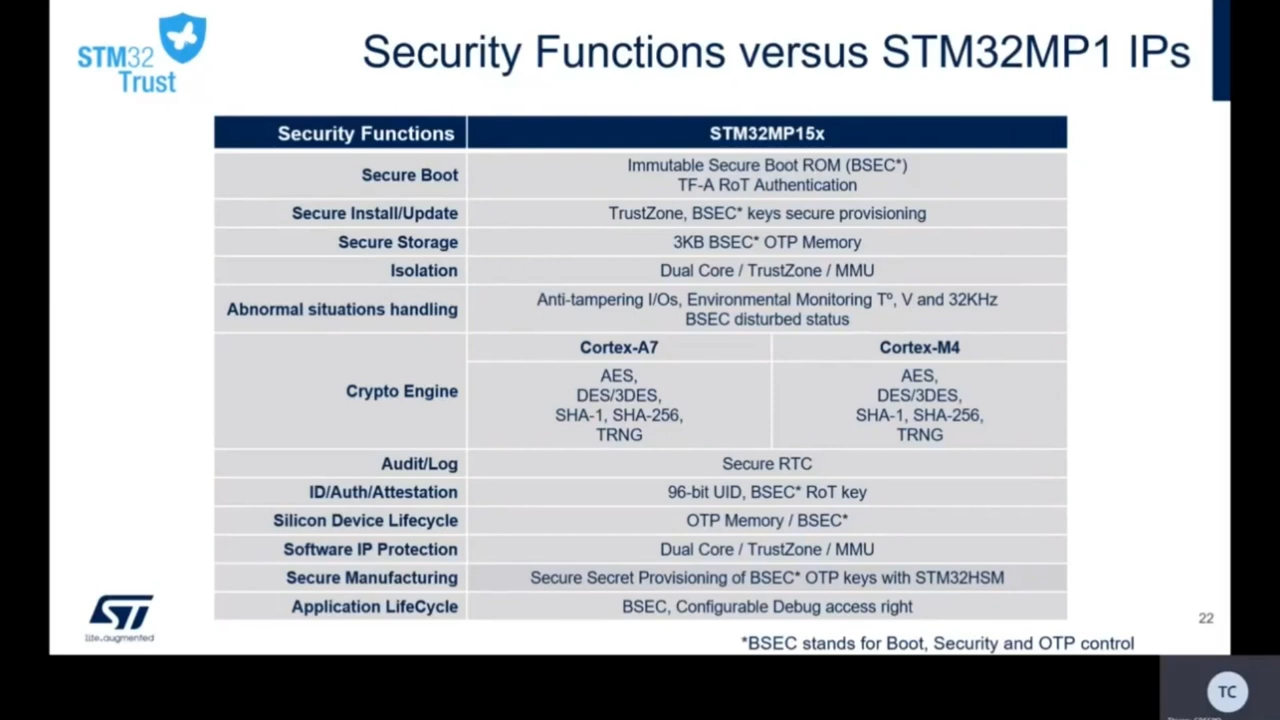 STM32
Trust
Security Functions versus STM32MP1 IPs
Security Functions
STM32MP15x
Secure Boot
Immutable Secure Boot ROM (BSEC*)
TF-A RoT Authentication
Secure Install/Update
TrustZone, BSEC* keys secure provisioning
Secure Storage
3KB BSEC* OTP Memory
Isolation
Dual Core / TrustZone / MMU
Abnormal situations handling
Anti-tampering I/Os, Environmental Monitoring Tº, V and 32KHz
BSEC disturbed status
Crypto Engine
Cortex-A7
AES,
DES/3DES,
SHA-1, SHA-256,
TRNG
Cortex-M4
AES,
DES/3DES,
SHA-1, SHA-256,
TRNG
Audit/Log
Secure RTC
ID/Auth/Attestation
96-bit UID, BSEC* RoT key
Silicon Device Lifecycle
OTP Memory / BSEC*
Software IP Protection
Dual Core / TrustZone / MMU
Secure Manufacturing
Secure Secret Provisioning of BSEC* OTP keys with STM32HSM
Application LifeCycle
BSEC, Configurable Debug access right
ST
life.augmented
22
*BSEC stands for Boot, Security and OTP control
TC